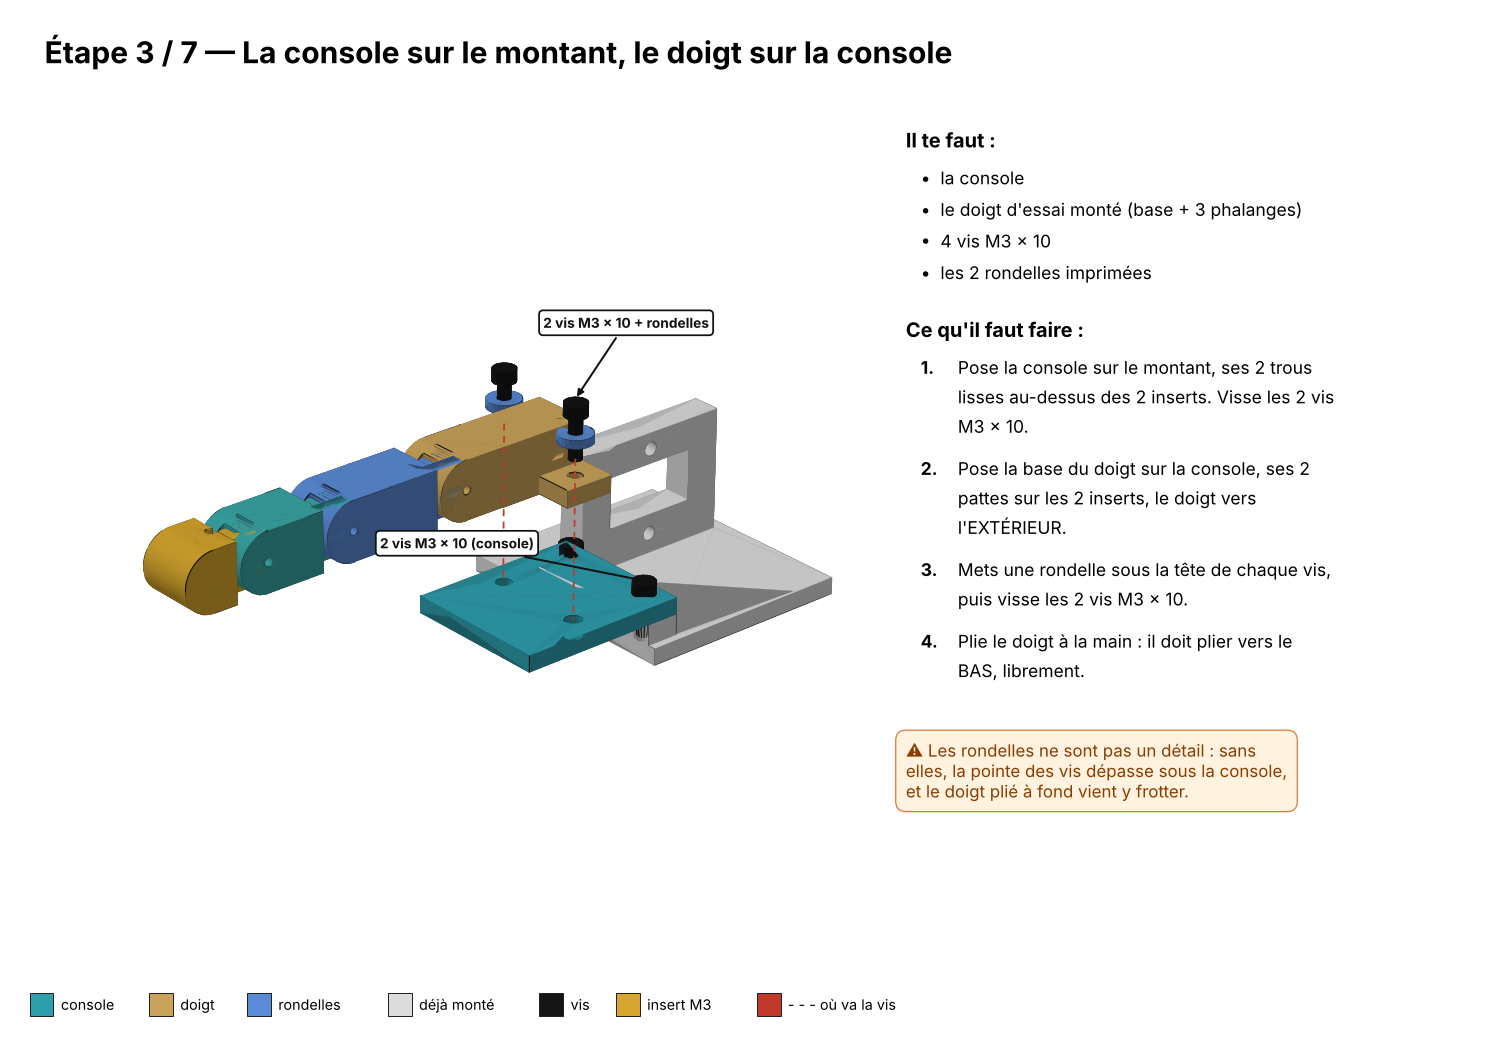 Étape 3 / 7 — La console sur le montant, le doigt sur la console
Il te faut :
• la console
• le doigt d'essai monté (base + 3 phalanges)
• 4 vis M3 × 10
• les 2 rondelles imprimées
Ce qu'il faut faire :
1. Pose la console sur le montant, ses 2 trous
lisses au-dessus des 2 inserts. Visse les 2 vis
M3 × 10.
2. Pose la base du doigt sur la console, ses 2
pattes sur les 2 inserts, le doigt vers
l'EXTÉRIEUR.
3. Mets une rondelle sous la tête de chaque vis,
puis visse les 2 vis M3 × 10.
4. Plie le doigt à la main : il doit plier vers le
BAS, librement.
⚠ Les rondelles ne sont pas un détail : sans
elles, la pointe des vis dépasse sous la console,
et le doigt plié à fond vient y frotter.
2 vis M3 × 10 + rondelles
2 vis M3 × 10 (console)
console
doigt
rondelles
déjà monté
vis
insert M3
- - - où va la vis